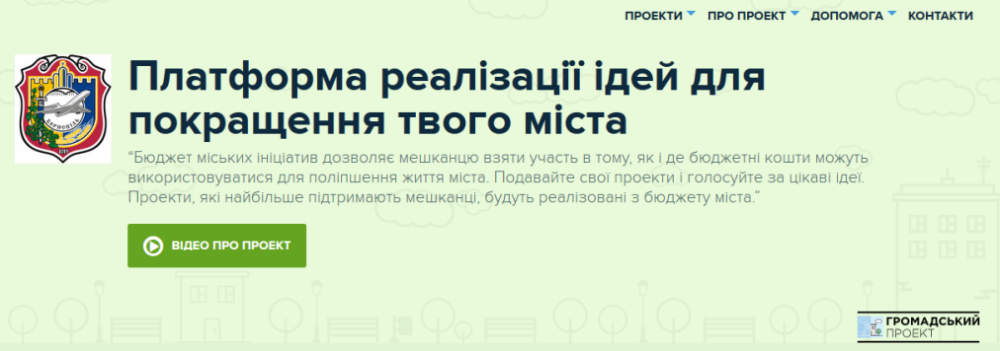 ПРОЕКТИ ПРО ПРОЕКТ ДОПОМОГА КОНТАКТИ
Платформа реалізації ідей для
покращення твого міста
“Бюджет міських ініціатив дозволяє мешканцю взяти участь в тому, як і де бюджетні кошти можуть
використовуватися для поліпшення життя міста. Подавайте свої проекти і голосуйте за цікаві ідеї.
Проекти, які найбільше підтримають мешканці, будуть реалізовані з бюджету міста.”
ВІДЕО ПРО ПРОЕКТ
ГРОМАДСЬКИЙ
ПРОЕКТ